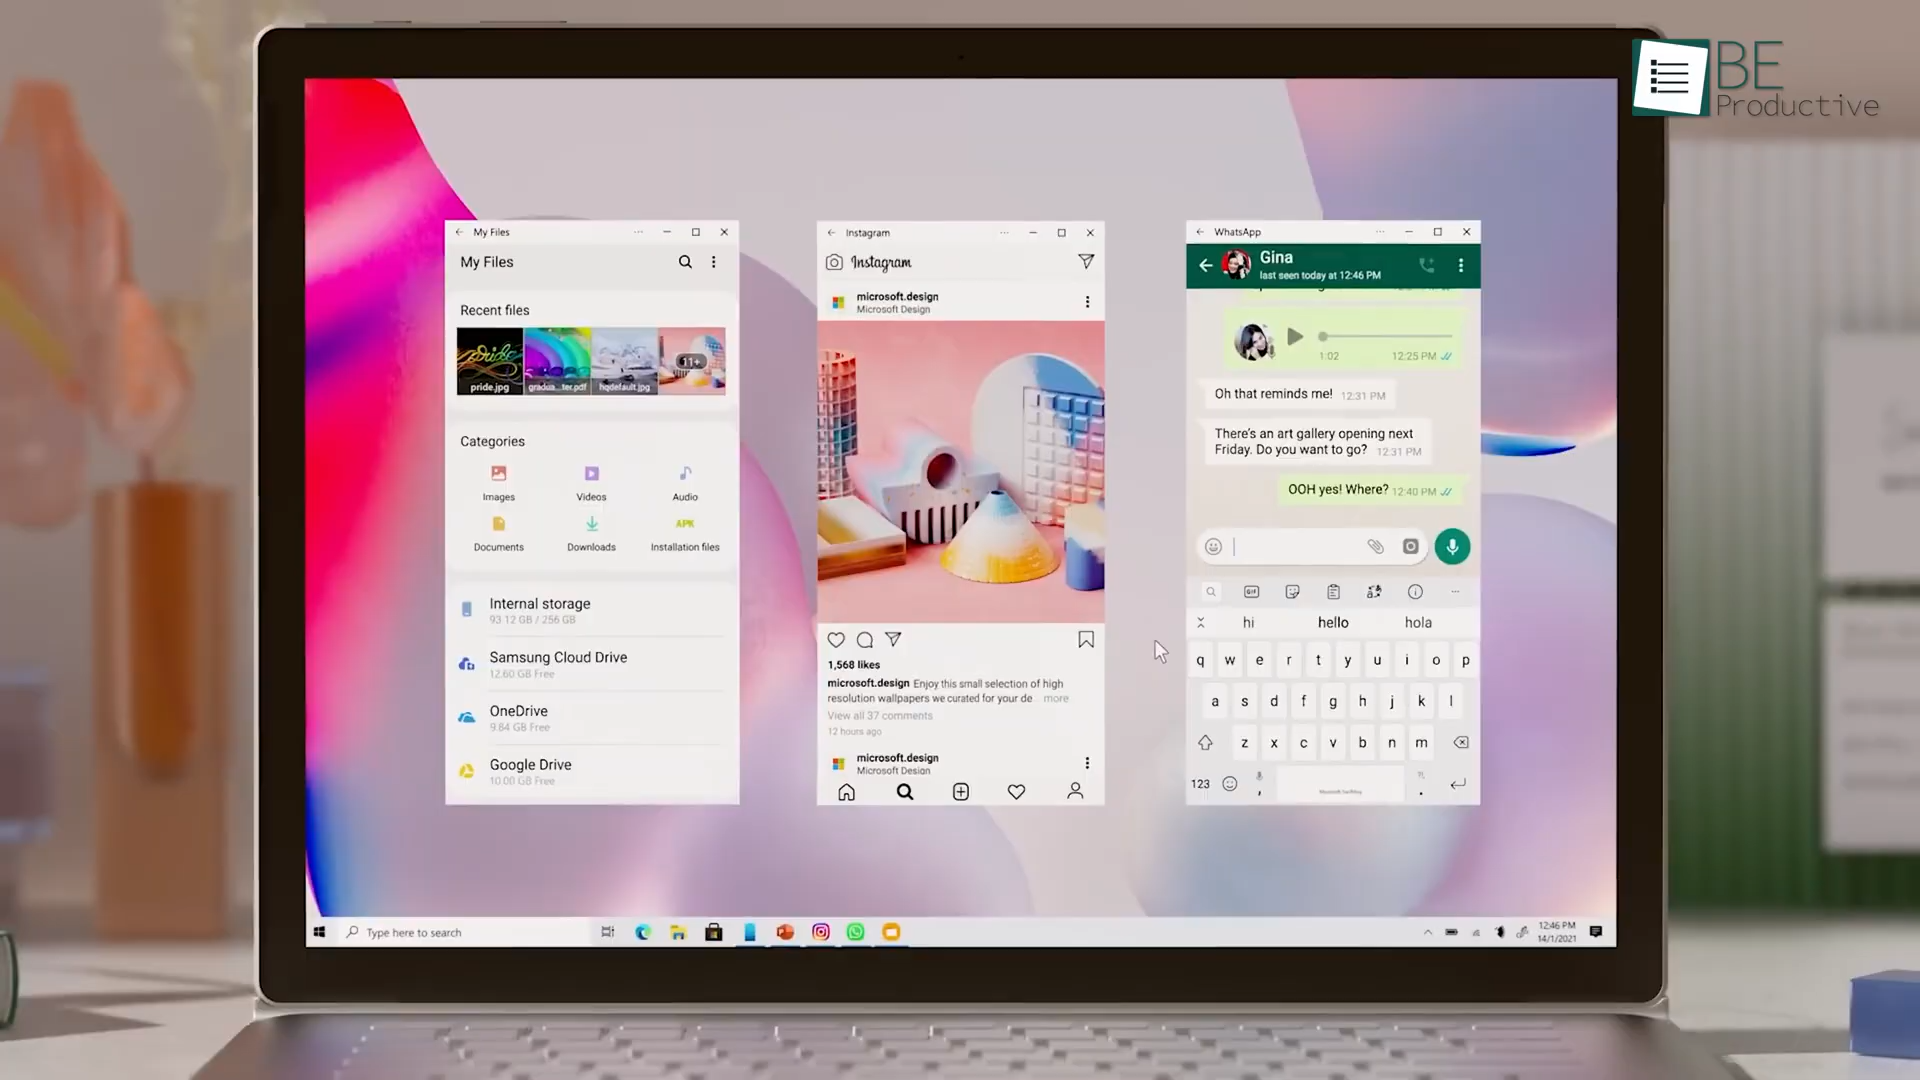 BE
Productive
My Files
My Files
Recent files
pride.jpg
gradua...ter.pdf
hqdefault.jpg
11+
Categories
Images
Videos
Audio
APK
Documents
Downloads
Installation files
Internal storage
93 12 GB / 256 GB
Samsung Cloud Drive
12.60 GB Free
OneDrive
9.84 GB Free
Google Drive
10.00 GB Free
Instagram
Instagram
microsoft.design
Microsoft Design
1,568 likes
microsoft.design Enjoy this small selection of high
resolution wallpapers we curated for your de... more
View all 37 comments
12 hours ago
microsoft.design
Microsoft Design
WhatsApp
Gina
last seen today at 12:46 PM
1:02
12:25 PM
Oh that reminds me! 12:31 PM
There's an art gallery opening next
Friday. Do you want to go? 12:31 PM
OOH yes! Where? 12:40 PM
GIF
hi hello hola
q w e r t y u i o p
a s d f g h j k l
z x c v b n m
123 , .
Type here to search
12:46 PM
14/1/2021